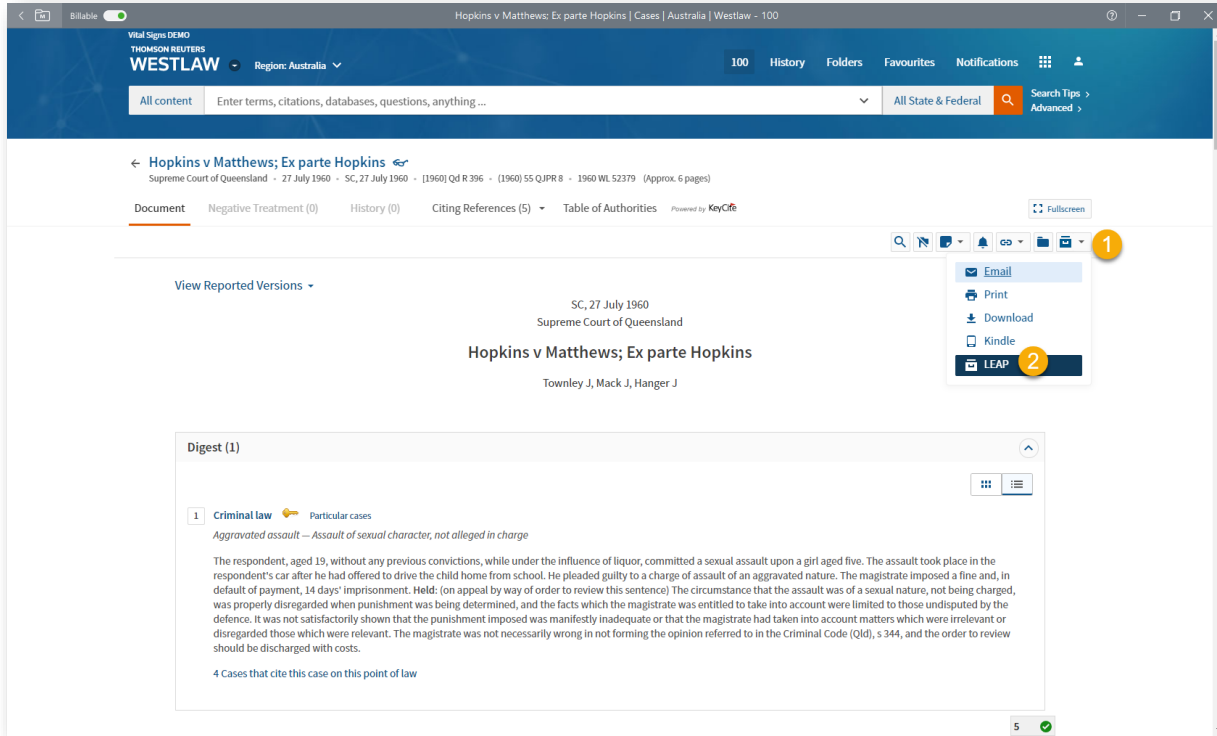 Billable
Hopkins v Matthews; Ex parte Hopkins | Cases | Australia | Westlaw - 100
Vital Signs DEMO
THOMSON REUTERS
WESTLAW
Region: Australia
100 History Folders Favourites Notifications
All content Enter terms, citations, databases, questions, anything ... All State & Federal
Search Tips >
Advanced >
Hopkins v Matthews; Ex parte Hopkins
Supreme Court of Queensland - 27 July 1960 - SC, 27 July 1960 - [1960] Qd R 396 - (1960) 55 QJPR 8 - 1960 WL 52379 (Approx. 6 pages)
Document Negative Treatment (0) History (0) Citing References (5) Table of Authorities Powered by KeyCite Fullscreen
1
Email
Print
Download
Kindle
LEAP 2
View Reported Versions
SC, 27 July 1960
Supreme Court of Queensland
Hopkins v Matthews; Ex parte Hopkins
Townley J, Mack J, Hanger J
Digest (1)
1 Criminal law Particular cases
Aggravated assault — Assault of sexual character, not alleged in charge
The respondent, aged 19, without any previous convictions, while under the influence of liquor, committed a sexual assault upon a girl aged five. The assault took place in the
respondent's car after he had offered to drive the child home from school. He pleaded guilty to a charge of assault of an aggravated nature. The magistrate imposed a fine and, in
default of payment, 14 days' imprisonment. Held: (on appeal by way of order to review this sentence) The circumstance that the assault was of a sexual nature, not being charged,
was properly disregarded when punishment was being determined, and the facts which the magistrate was entitled to take into account were limited to those undisputed by the
defence. It was not satisfactorily shown that the punishment imposed was manifestly inadequate or that the magistrate had taken into account matters which were irrelevant or
disregarded those which were relevant. The magistrate was not necessarily wrong in not forming the opinion referred to in the Criminal Code (Qld), s 344, and the order to review
should be discharged with costs.
4 Cases that cite this case on this point of law
5